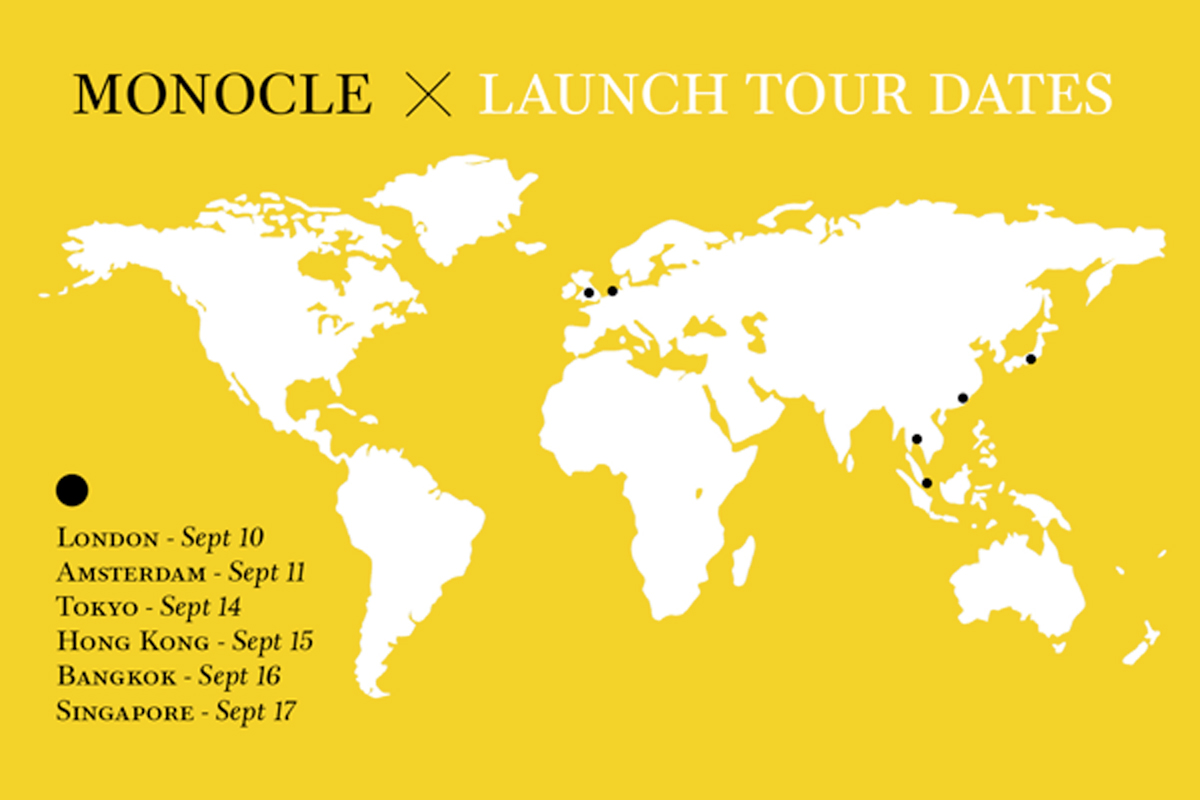 MONOCLE × LAUNCH TOUR DATES
LONDON - Sept 10
AMSTERDAM - Sept 11
TOKYO - Sept 14
HONG KONG - Sept 15
BANGKOK - Sept 16
SINGAPORE - Sept 17